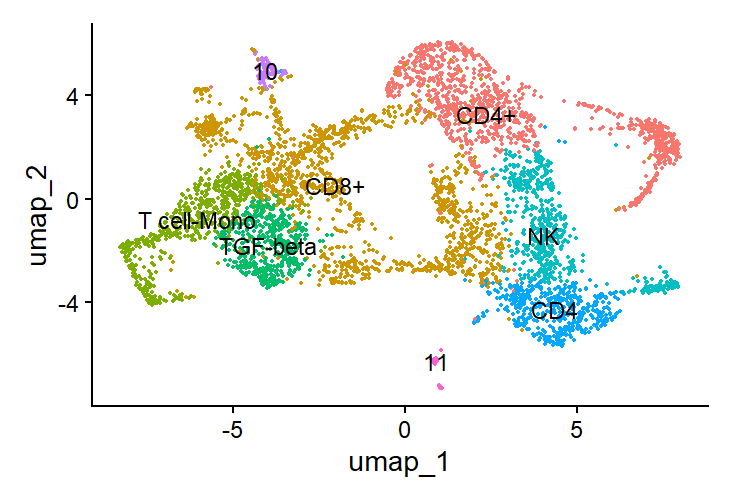 10
CD4+
CD8+
T cell-Mono
TGF-beta
NK
CD4
11
4
0
-4
umap_2
-5
0
5
umap_1